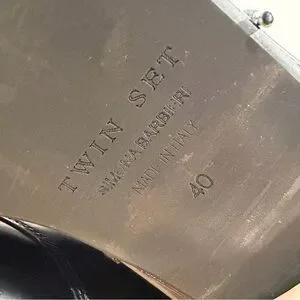 TWIN SET
SIMONA BARBIERI
MADE IN ITALY
40